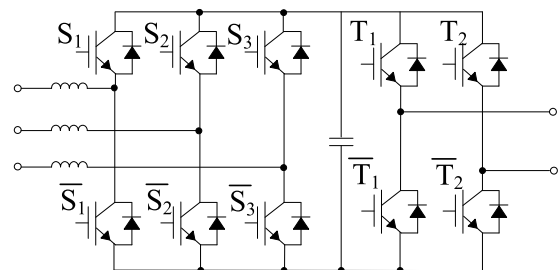 S₁ S₂ S₃ T₁ T₂
S̅₁ S̅₂ S̅₃ T̅₁ T̅₂